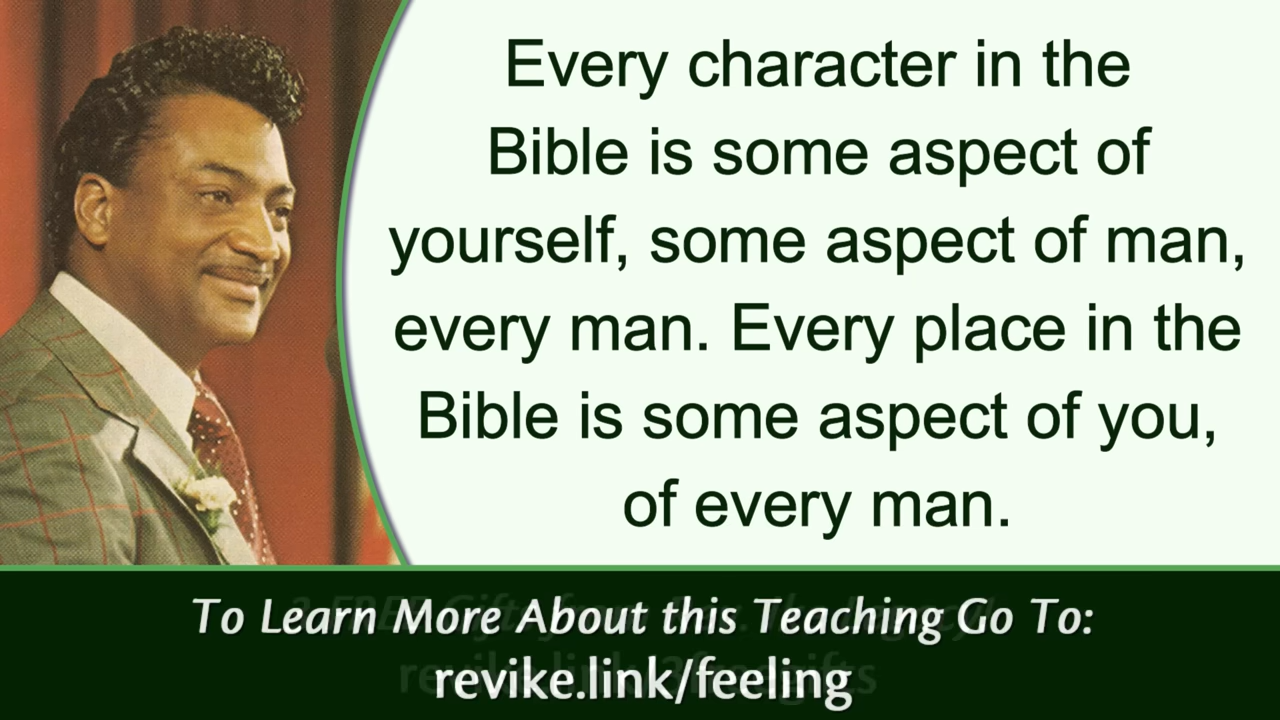 Every character in the
Bible is some aspect of
yourself, some aspect of man,
every man. Every place in the
Bible is some aspect of you,
of every man.
To Learn More About this Teaching Go To:
revike.link/feeling